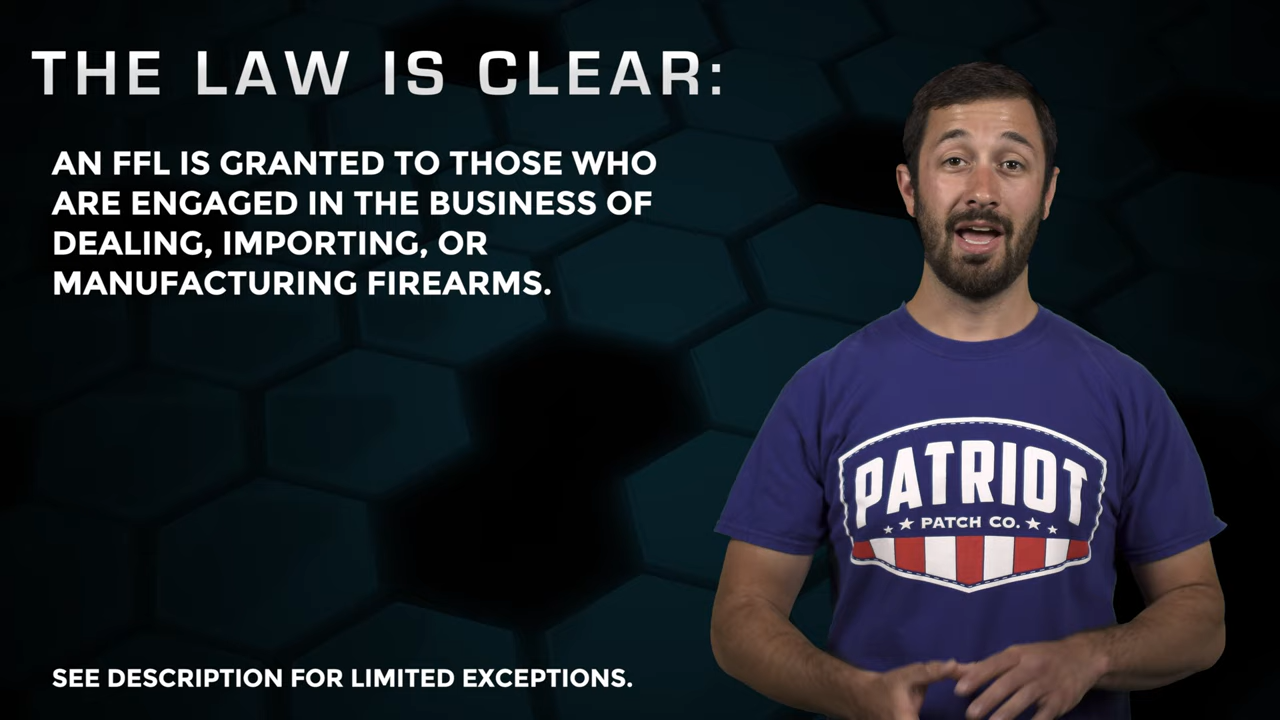 THE LAW IS CLEAR:
AN FFL IS GRANTED TO THOSE WHO
ARE ENGAGED IN THE BUSINESS OF
DEALING, IMPORTING, OR
MANUFACTURING FIREARMS.
PATRIOT
PATCH CO.
SEE DESCRIPTION FOR LIMITED EXCEPTIONS.